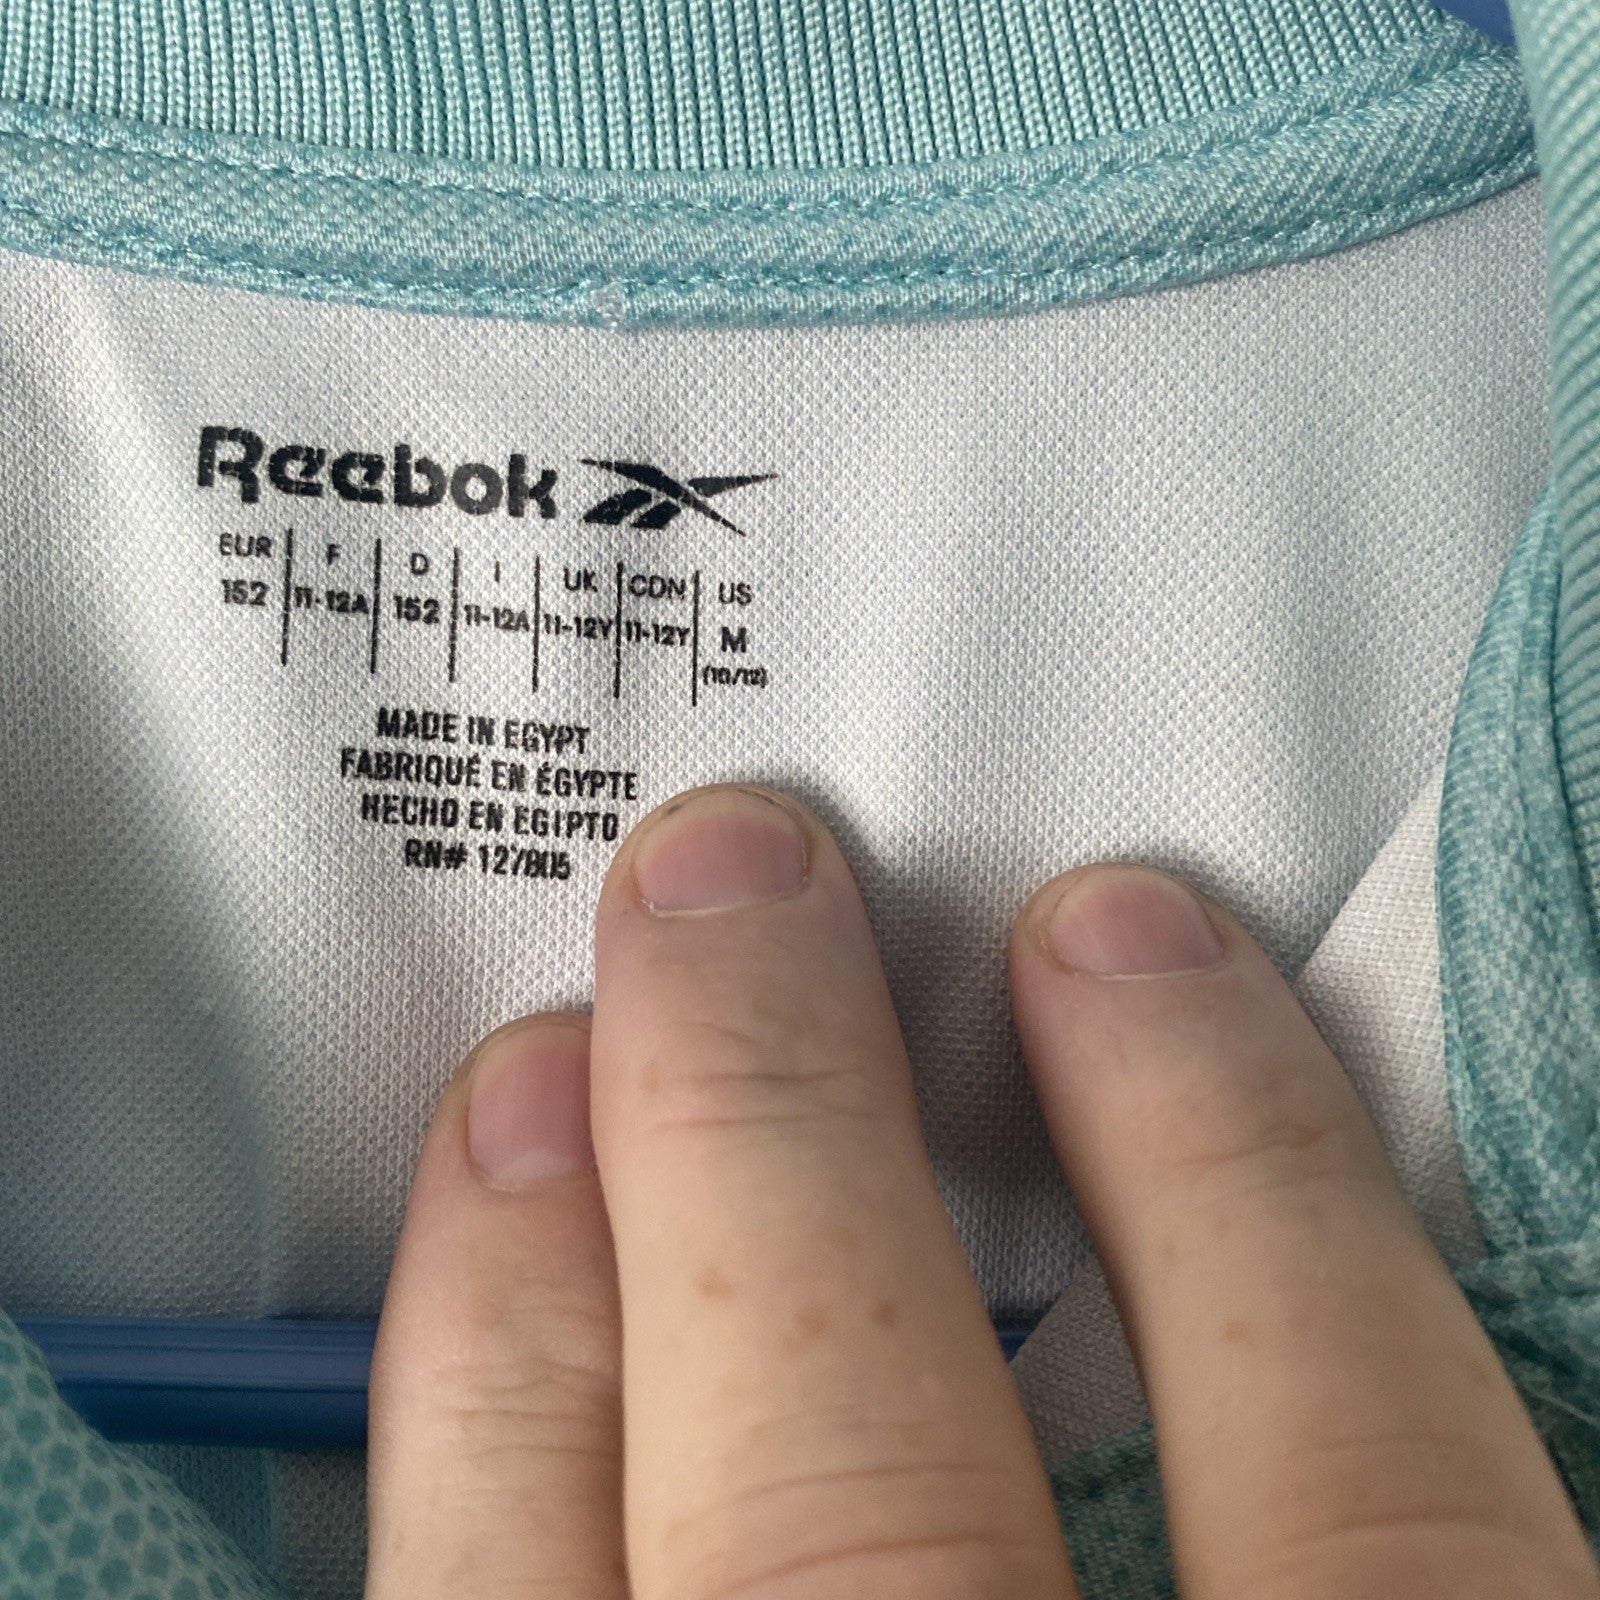 Reebok
EUR F D I UK CDN US
152 11-12A 152 11-12A 11-12Y 11-12Y M
(10/12)
MADE IN EGYPT
FABRIQUÉ EN ÉGYPTE
HECHO EN EGIPTO
RN# 127805